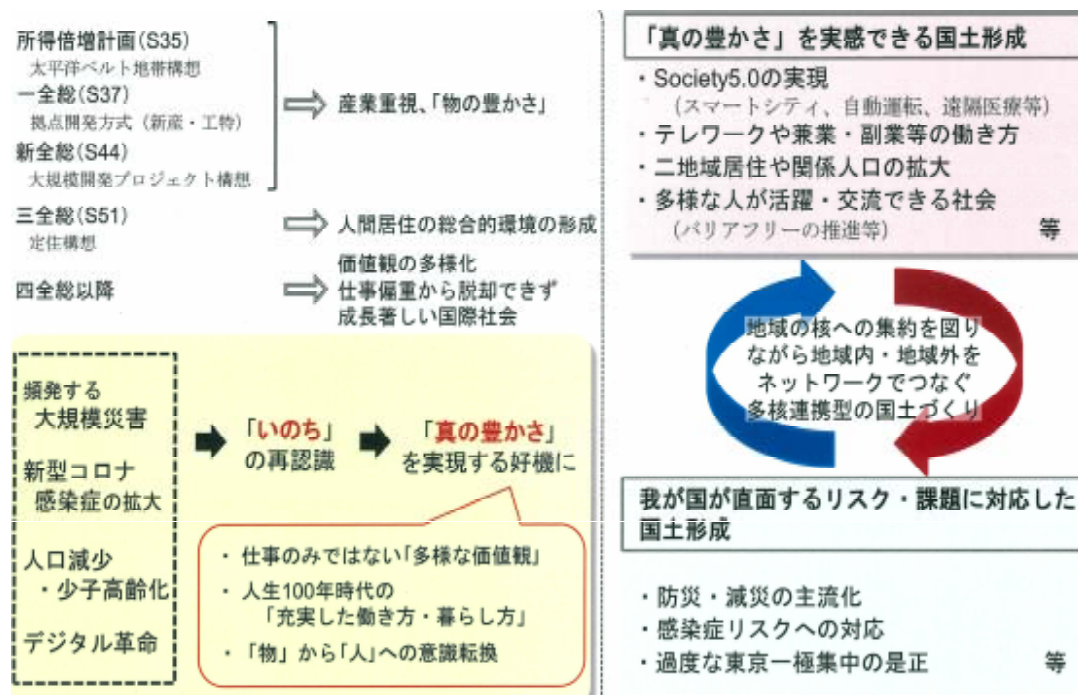 所得倍増計画(S35)
太平洋ベルト地帯構想
一全総(S37)
拠点開発方式(新産・工特)
新全総(S44)
大規模開発プロジェクト構想
産業重視、「物の豊かさ」
三全総(S51)
定住構想
人間居住の総合的環境の形成
四全総以降
価値観の多様化
仕事偏重から脱却できず
成長著しい国際社会
頻発する
大規模災害
新型コロナ
感染症の拡大
人口減少
・少子高齢化
デジタル革命
「いのち」
の再認識
「真の豊かさ」
を実現する好機に
・仕事のみではない「多様な価値観」
・人生100年時代の
「充実した働き方・暮らし方」
・「物」から「人」への意識転換
「真の豊かさ」を実感できる国土形成
・Society5.0の実現
(スマートシティ、自動運転、遠隔医療等)
・テレワークや兼業・副業等の働き方
・二地域居住や関係人口の拡大
・多様な人が活躍・交流できる社会
(バリアフリーの推進等) 等
地域の核への集約を図り
ながら地域内・地域外を
ネットワークでつなぐ
多核連携型の国土づくり
我が国が直面するリスク・課題に対応した
国土形成
・防災・減災の主流化
・感染症リスクへの対応
・過度な東京一極集中の是正 等